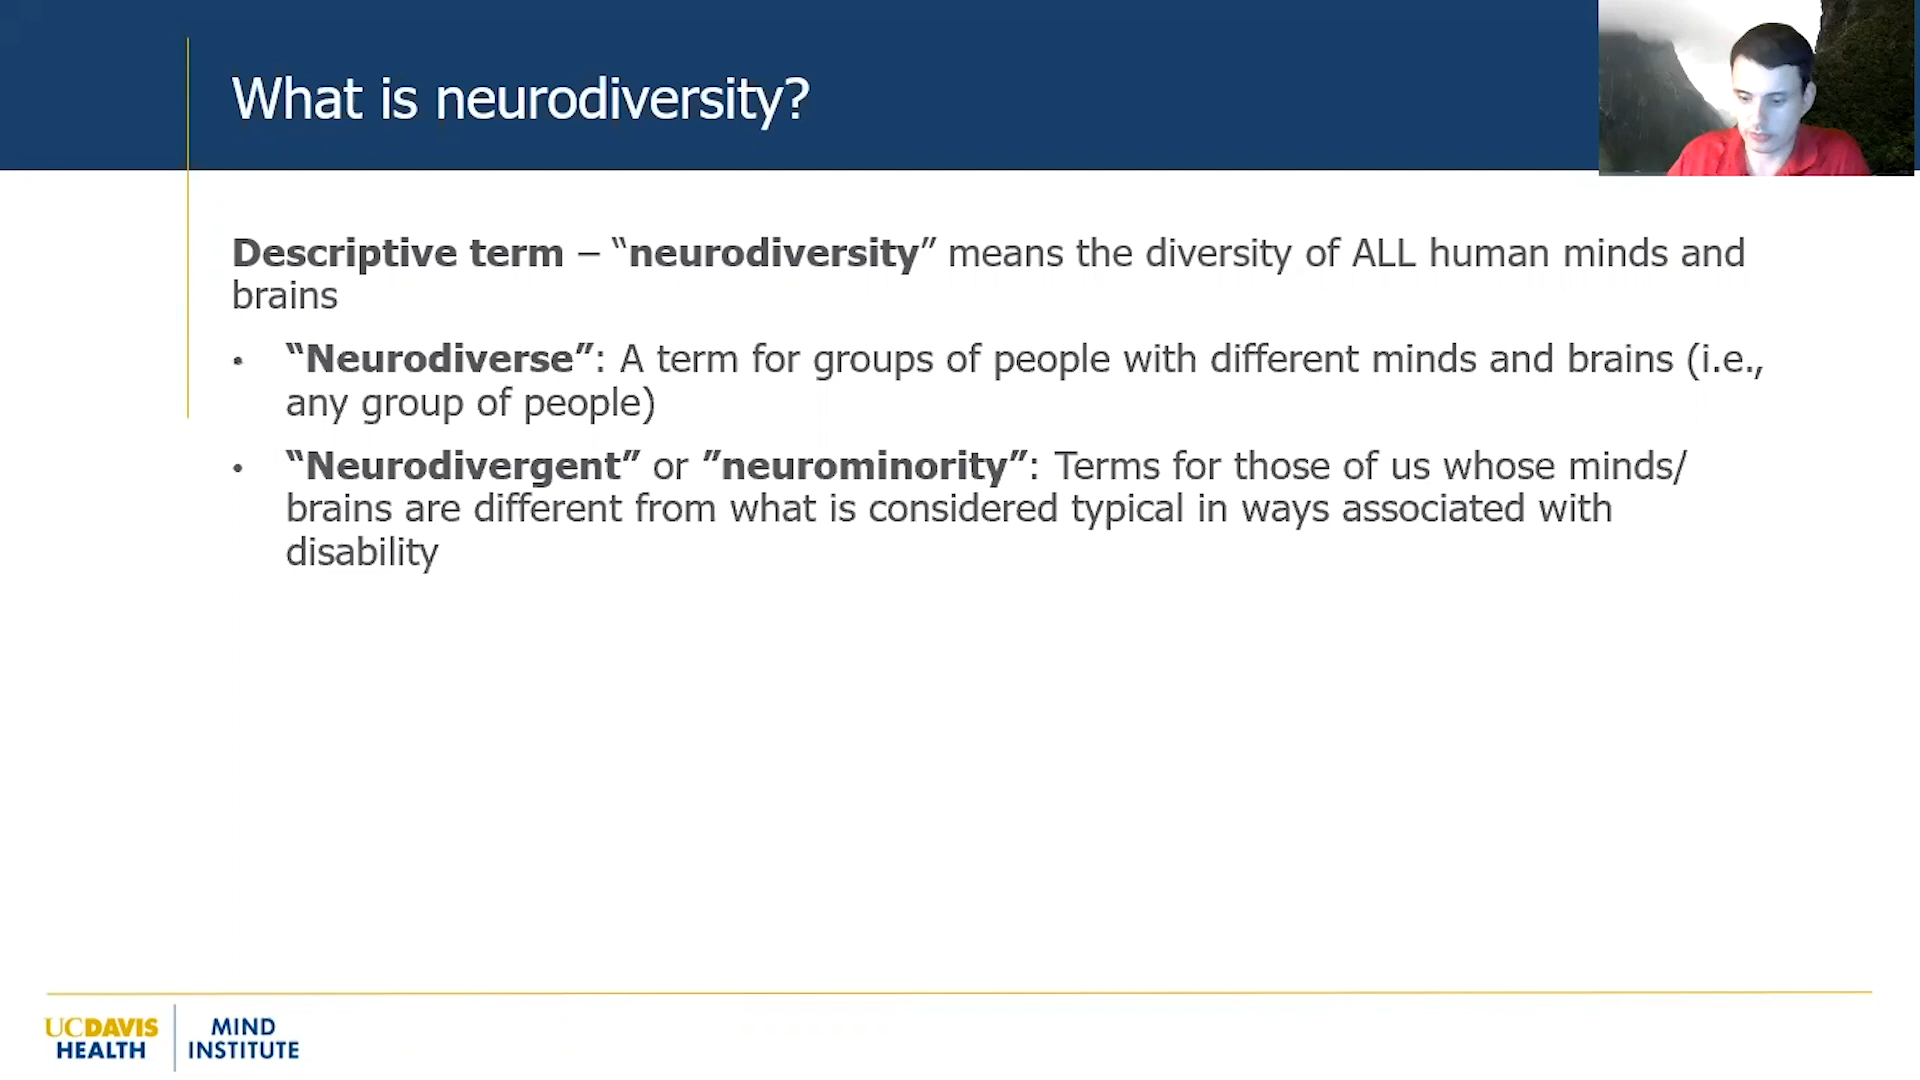 What is neurodiversity?
Descriptive term – “neurodiversity” means the diversity of ALL human minds and
brains
• “Neurodiverse”: A term for groups of people with different minds and brains (i.e.,
any group of people)
• “Neurodivergent” or ”neurominority”: Terms for those of us whose minds/
brains are different from what is considered typical in ways associated with
disability
UCDAVIS
HEALTH
MIND
INSTITUTE